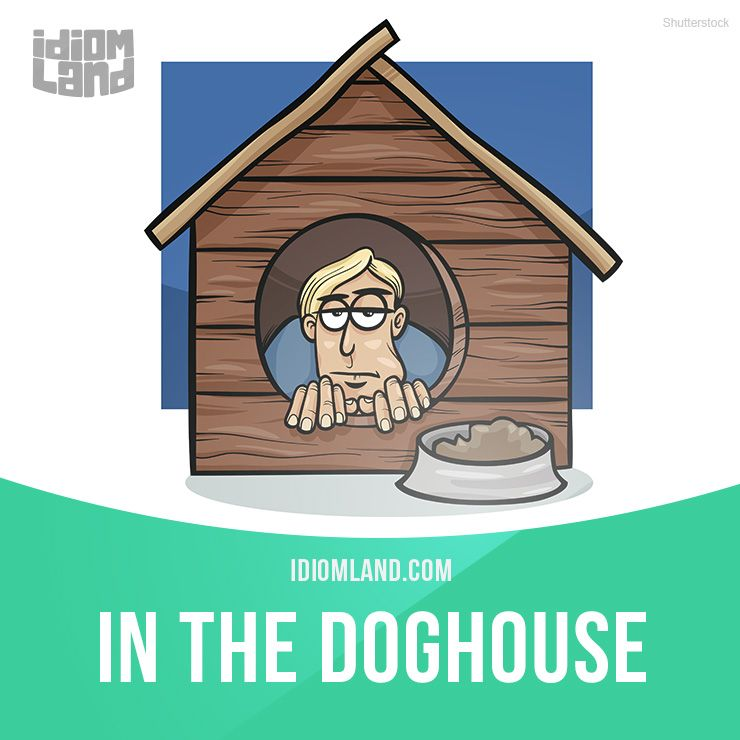 Shutterstock
idiom
Land
IDIOMLAND.COM
IN THE DOGHOUSE